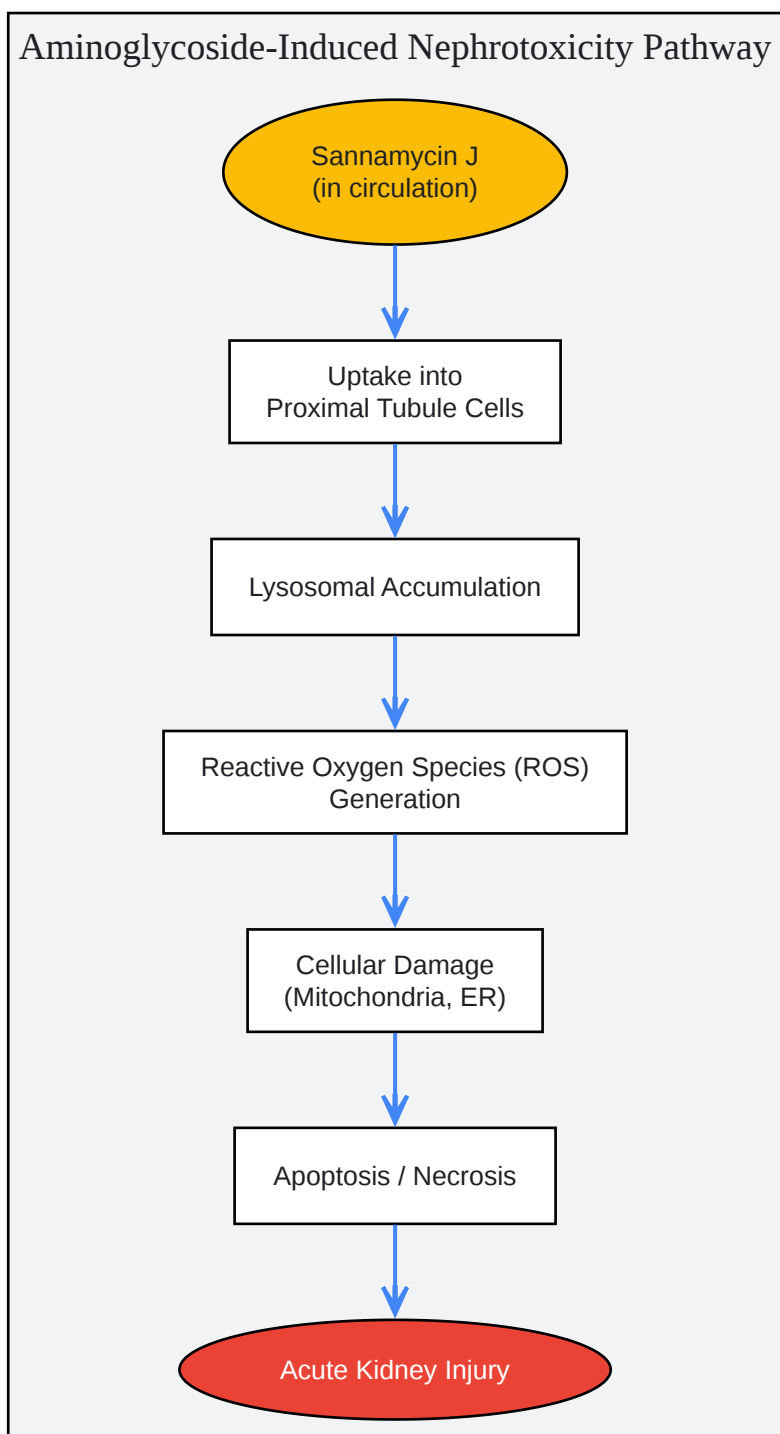 Aminoglycoside-Induced Nephrotoxicity Pathway
Sannamycin J
(in circulation)
Uptake into
Proximal Tubule Cells
Lysosomal Accumulation
Reactive Oxygen Species (ROS)
Generation
Cellular Damage
(Mitochondria, ER)
Apoptosis / Necrosis
Acute Kidney Injury